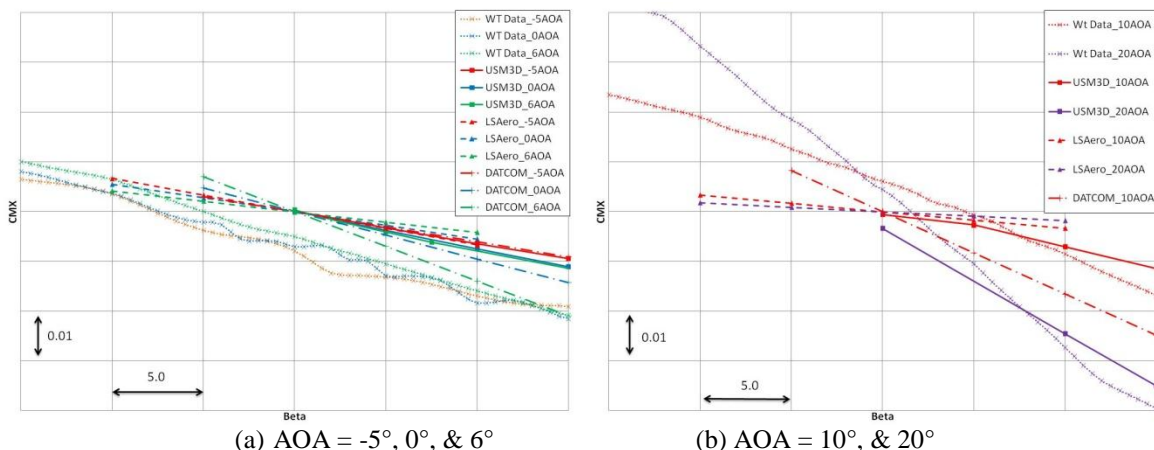 WT Data_-5AOA
WT Data_0AOA
WT Data_6AOA
USM3D_-5AOA
USM3D_0AOA
USM3D_6AOA
LSAero_-5AOA
LSAero_0AOA
LSAero_6AOA
DATCOM_-5AOA
DATCOM_0AOA
DATCOM_6AOA
CMX
0.01
5.0
Beta
(a) AOA = -5°, 0°, & 6°
Wt Data_10AOA
Wt Data_20AOA
USM3D_10AOA
USM3D_20AOA
LSAero_10AOA
LSAero_20AOA
DATCOM_10AOA
CMX
0.01
5.0
Beta
(b) AOA = 10°, & 20°